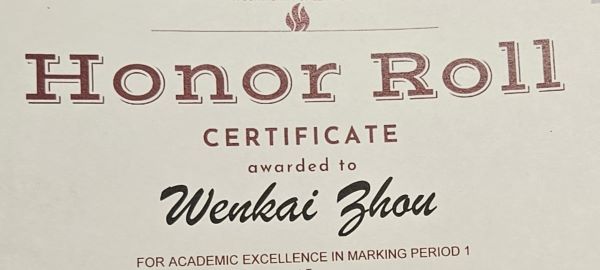 Honor Roll
CERTIFICATE
awarded to
Wenkai Zhou
FOR ACADEMIC EXCELLENCE IN MARKING PERIOD 1